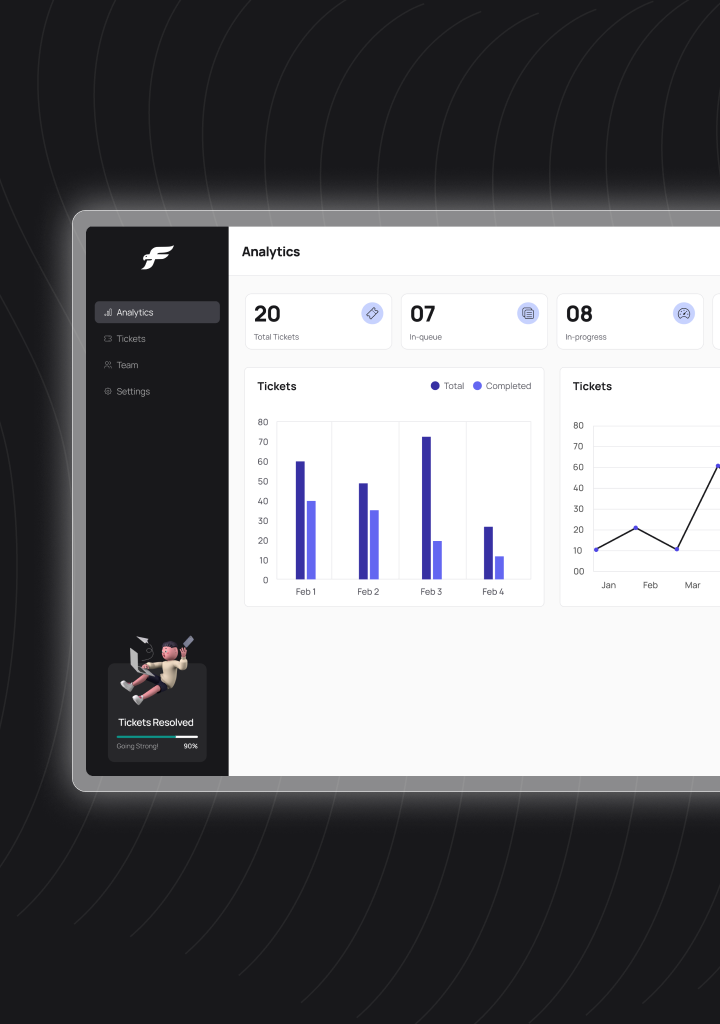 Analytics
Tickets
Team
Settings
Tickets Resolved
Going Strong!
90%
Analytics
20
Total Tickets
07
In-queue
08
In-progress
Tickets
Total
Completed
80
70
60
50
40
30
20
10
0
Feb 1
Feb 2
Feb 3
Feb 4
Tickets
80
70
60
40
30
20
10
00
Jan
Feb
Mar